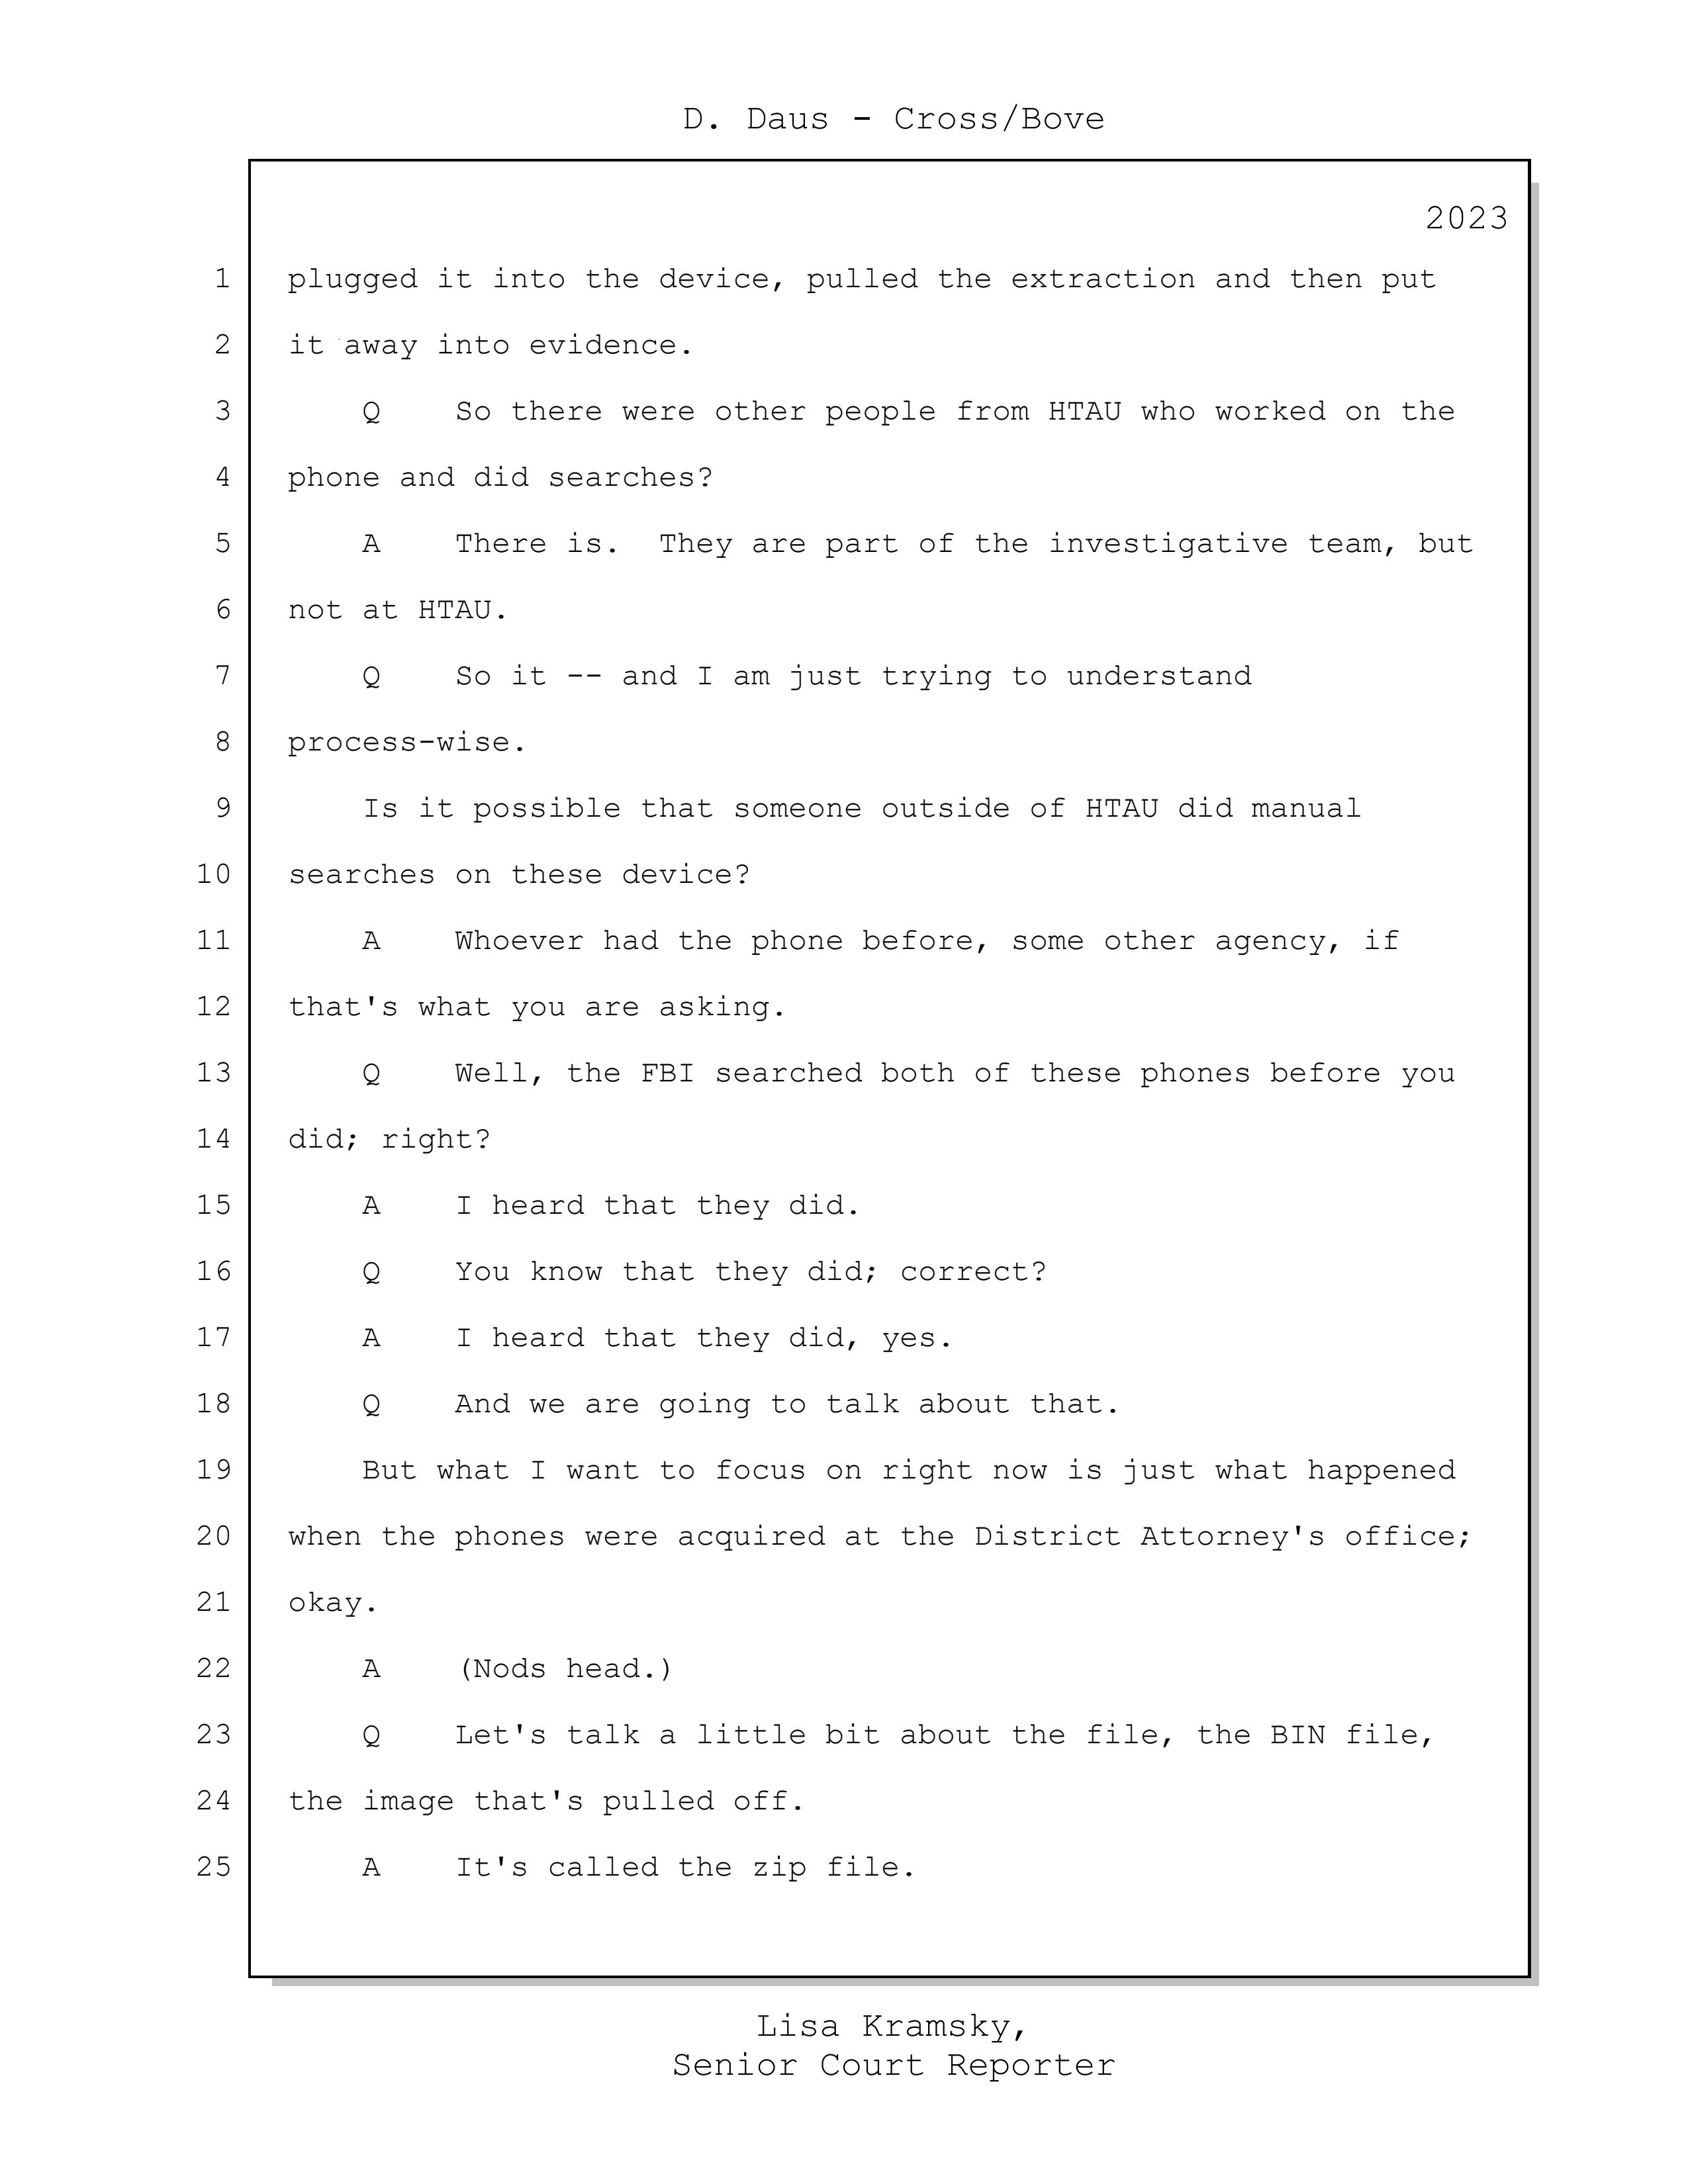 D. Daus - Cross/Bove
2023
1 plugged it into the device, pulled the extraction and then put
2 it away into evidence.
3 Q So there were other people from HTAU who worked on the
4 phone and did searches?
5 A There is. They are part of the investigative team, but
6 not at HTAU.
7 Q So it -- and I am just trying to understand
8 process-wise.
9 Is it possible that someone outside of HTAU did manual
10 searches on these device?
11 A Whoever had the phone before, some other agency, if
12 that's what you are asking.
13 Q Well, the FBI searched both of these phones before you
14 did; right?
15 A I heard that they did.
16 Q You know that they did; correct?
17 A I heard that they did, yes.
18 Q And we are going to talk about that.
19 But what I want to focus on right now is just what happened
20 when the phones were acquired at the District Attorney's office;
21 okay.
22 A (Nods head.)
23 Q Let's talk a little bit about the file, the BIN file,
24 the image that's pulled off.
25 A It's called the zip file.
Lisa Kramsky,
Senior Court Reporter